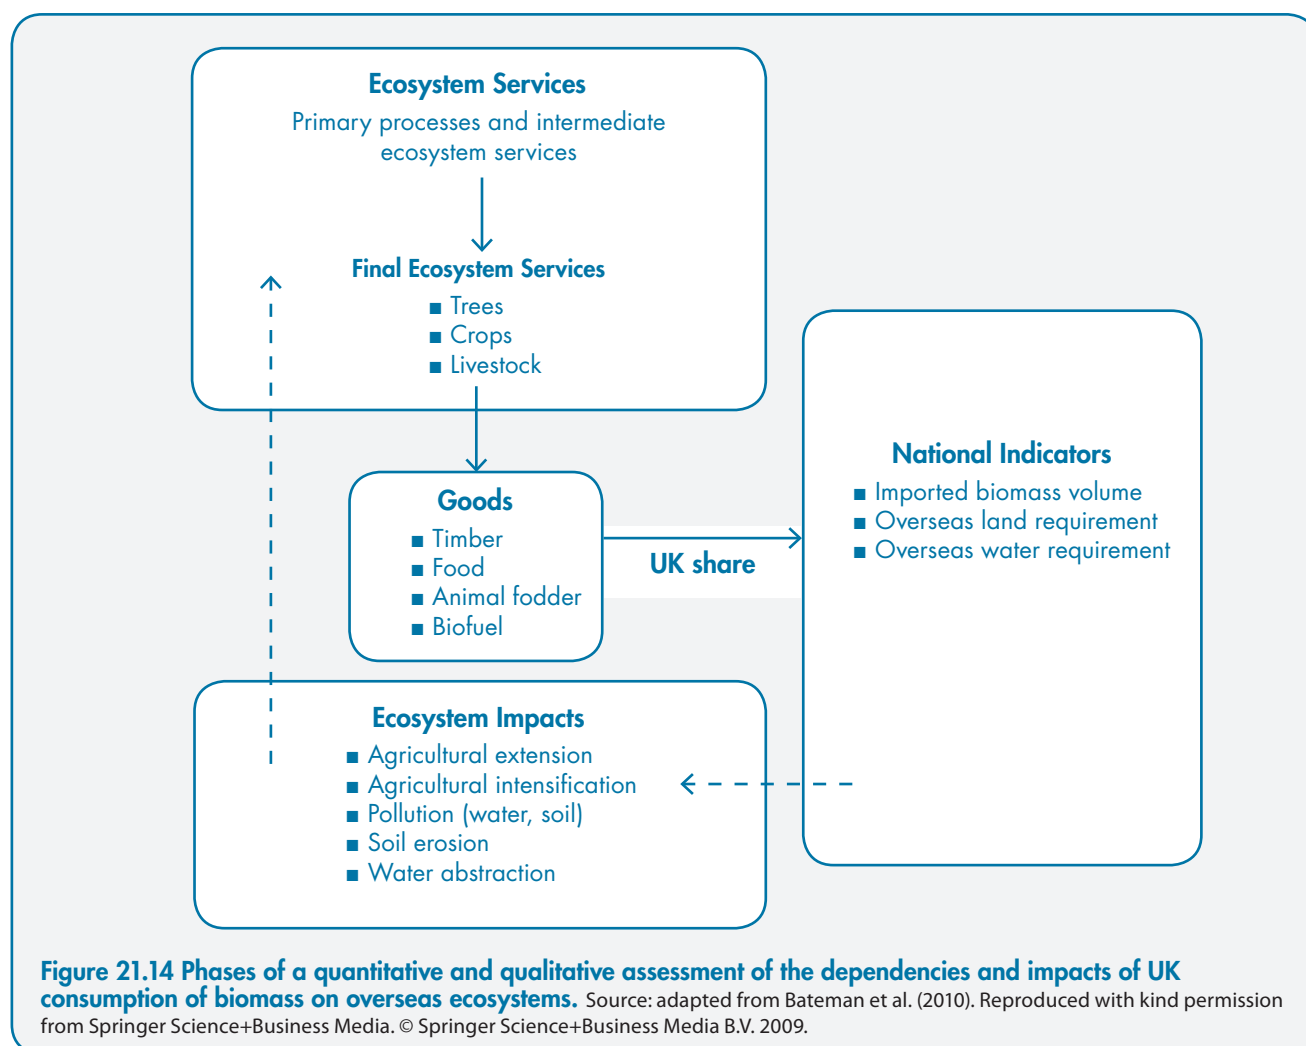 Ecosystem Services
Primary processes and intermediate
ecosystem services
Final Ecosystem Services
■ Trees
■ Crops
■ Livestock
Goods
■ Timber
■ Food
■ Animal fodder
■ Biofuel
UK share
National Indicators
■ Imported biomass volume
■ Overseas land requirement
■ Overseas water requirement
Ecosystem Impacts
■ Agricultural extension
■ Agricultural intensification
■ Pollution (water, soil)
■ Soil erosion
■ Water abstraction
Figure 21.14 Phases of a quantitative and qualitative assessment of the dependencies and impacts of UK
consumption of biomass on overseas ecosystems. Source: adapted from Bateman et al. (2010). Reproduced with kind permission
from Springer Science+Business Media. © Springer Science+Business Media B.V. 2009.